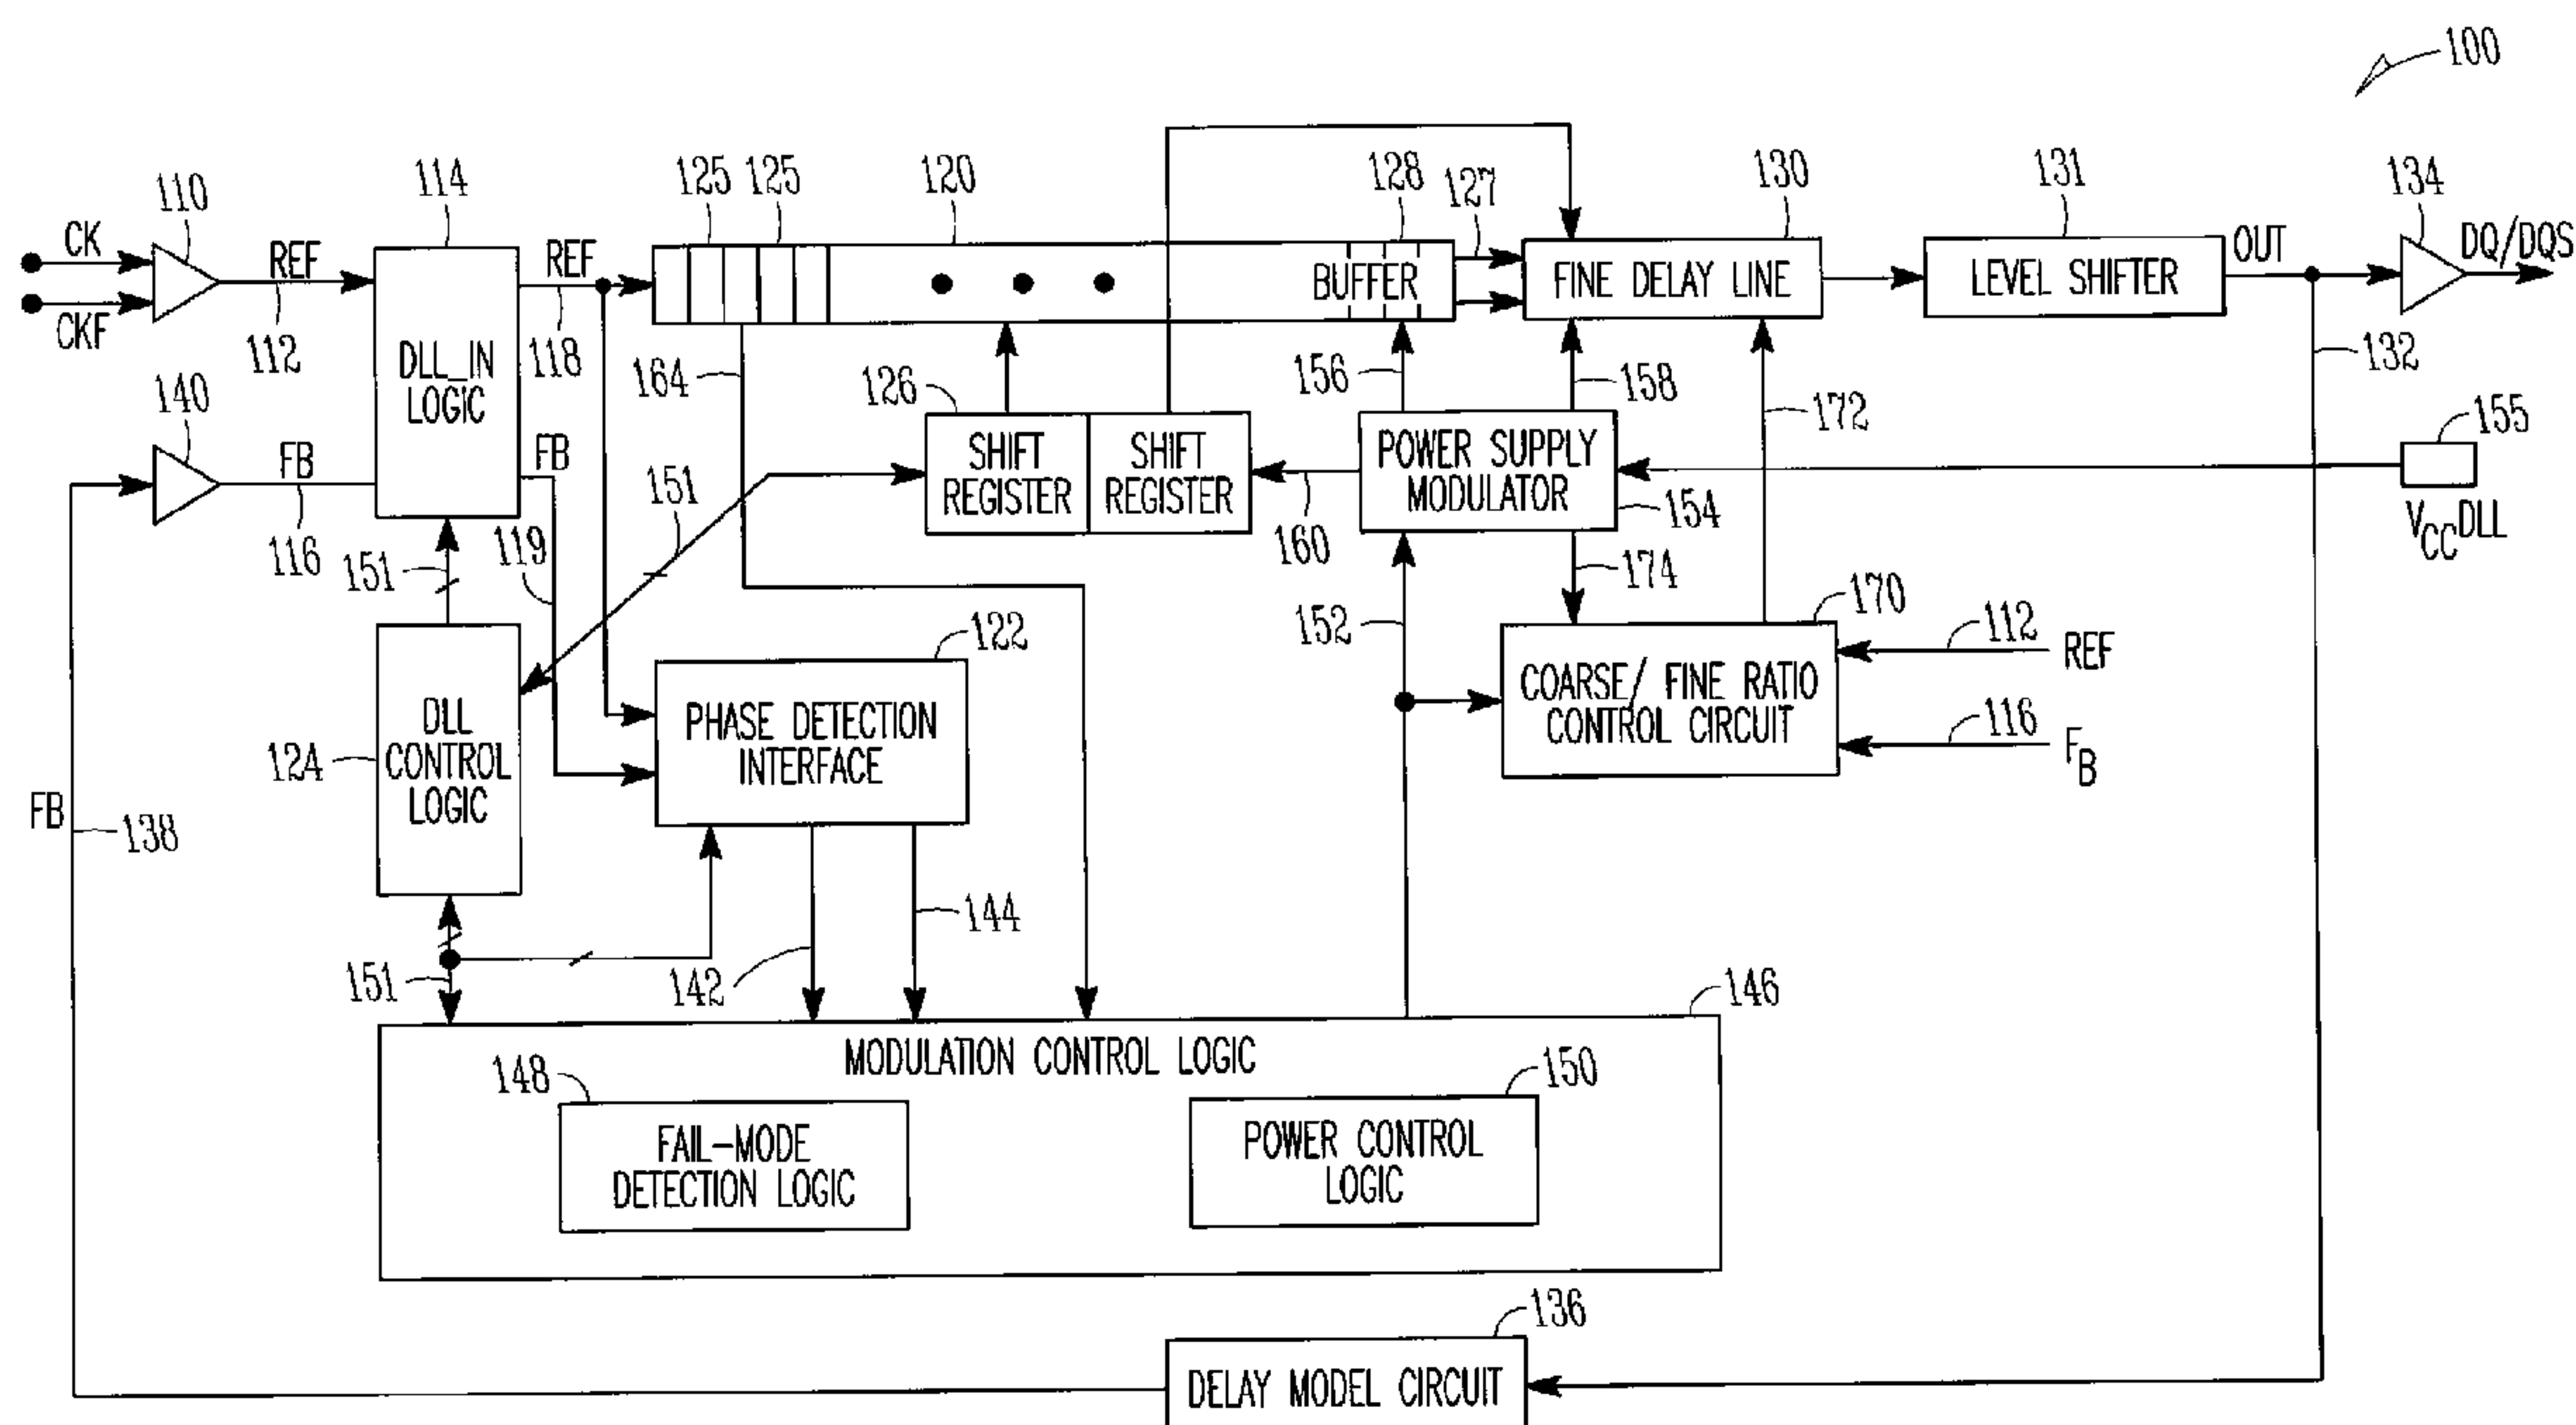 100
CK
CKF
110
REF
112
114
DLL_IN
LOGIC
REF
118
125
125
120
128
BUFFER
127
130
FINE DELAY LINE
131
LEVEL SHIFTER
OUT
134
DQ/DQS
132
140
FB
116
FB
119
151
164
126
SHIFT
REGISTER
SHIFT
REGISTER
151
160
156
158
172
POWER SUPPLY
MODULATOR
154
155
VCCDLL
174
152
170
COARSE/ FINE RATIO
CONTROL CIRCUIT
112
REF
116
FB
124
DLL
CONTROL
LOGIC
122
PHASE DETECTION
INTERFACE
FB
138
151
142
144
146
MODULATION CONTROL LOGIC
148
FAIL-MODE
DETECTION LOGIC
150
POWER CONTROL
LOGIC
136
DELAY MODEL CIRCUIT